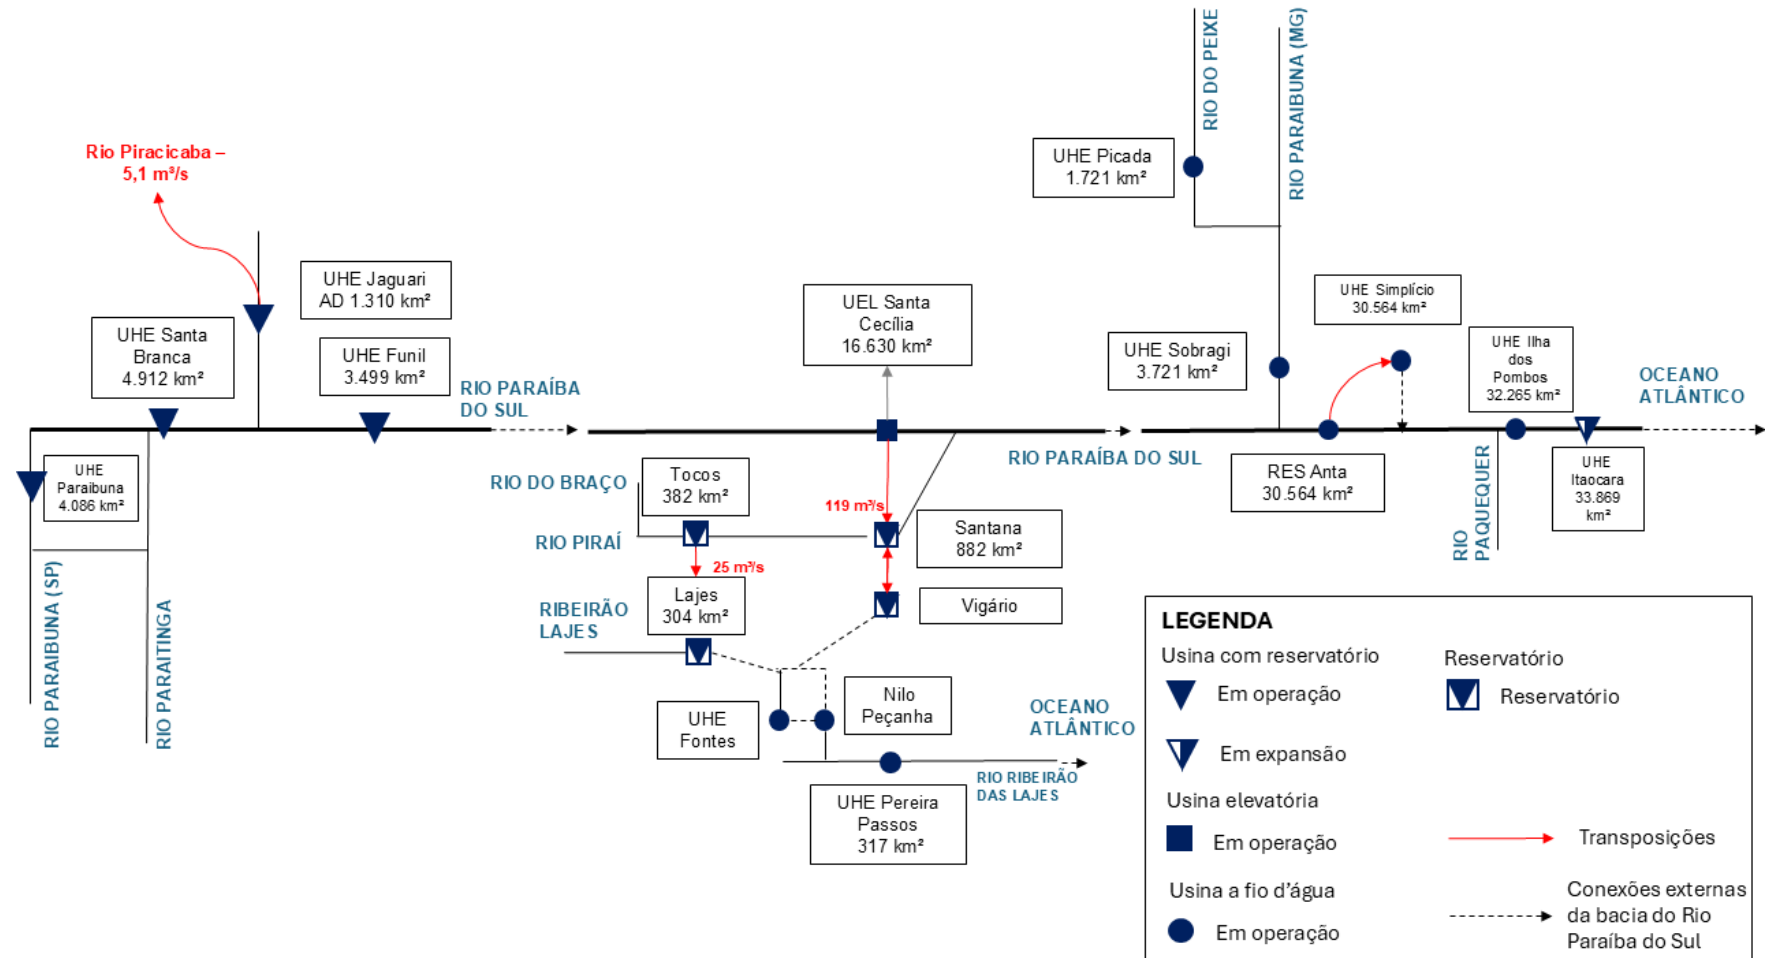 RIO DO PEIXE
RIO PARAIBUNA (MG)
Rio Piracicaba –
5,1 m³/s
UHE Picada
1.721 km²
UHE Jaguari
AD 1.310 km²
UHE Santa
Branca
4.912 km²
UHE Funil
3.499 km²
RIO PARAÍBA
DO SUL
UEL Santa
Cecília
16.630 km²
UHE Sobragi
3.721 km²
UHE Simplício
30.564 km²
UHE Ilha
dos
Pombos
32.265 km²
OCEANO
ATLÂNTICO
UHE
Paraibuna
4.086 km²
RIO DO BRAÇO
Tocos
382 km²
119 m³/s
RIO PARAÍBA DO SUL
RES Anta
30.564 km²
RIO
PAQUEQUER
UHE
Itaocara
33.869
km²
RIO PIRAÍ
Santana
882 km²
25 m³/s
RIO PARAIBUNA (SP)
RIO PARAITINGA
RIBEIRÃO
LAJES
Lajes
304 km²
Vigário
UHE
Fontes
Nilo
Peçanha
OCEANO
ATLÂNTICO
RIO RIBEIRÃO
DAS LAJES
UHE Pereira
Passos
317 km²
LEGENDA
Usina com reservatório
Em operação
Em expansão
Usina elevatória
Em operação
Usina a fio d'água
Em operação
Reservatório
Reservatório
Transposições
Conexões externas
da bacia do Rio
Paraíba do Sul